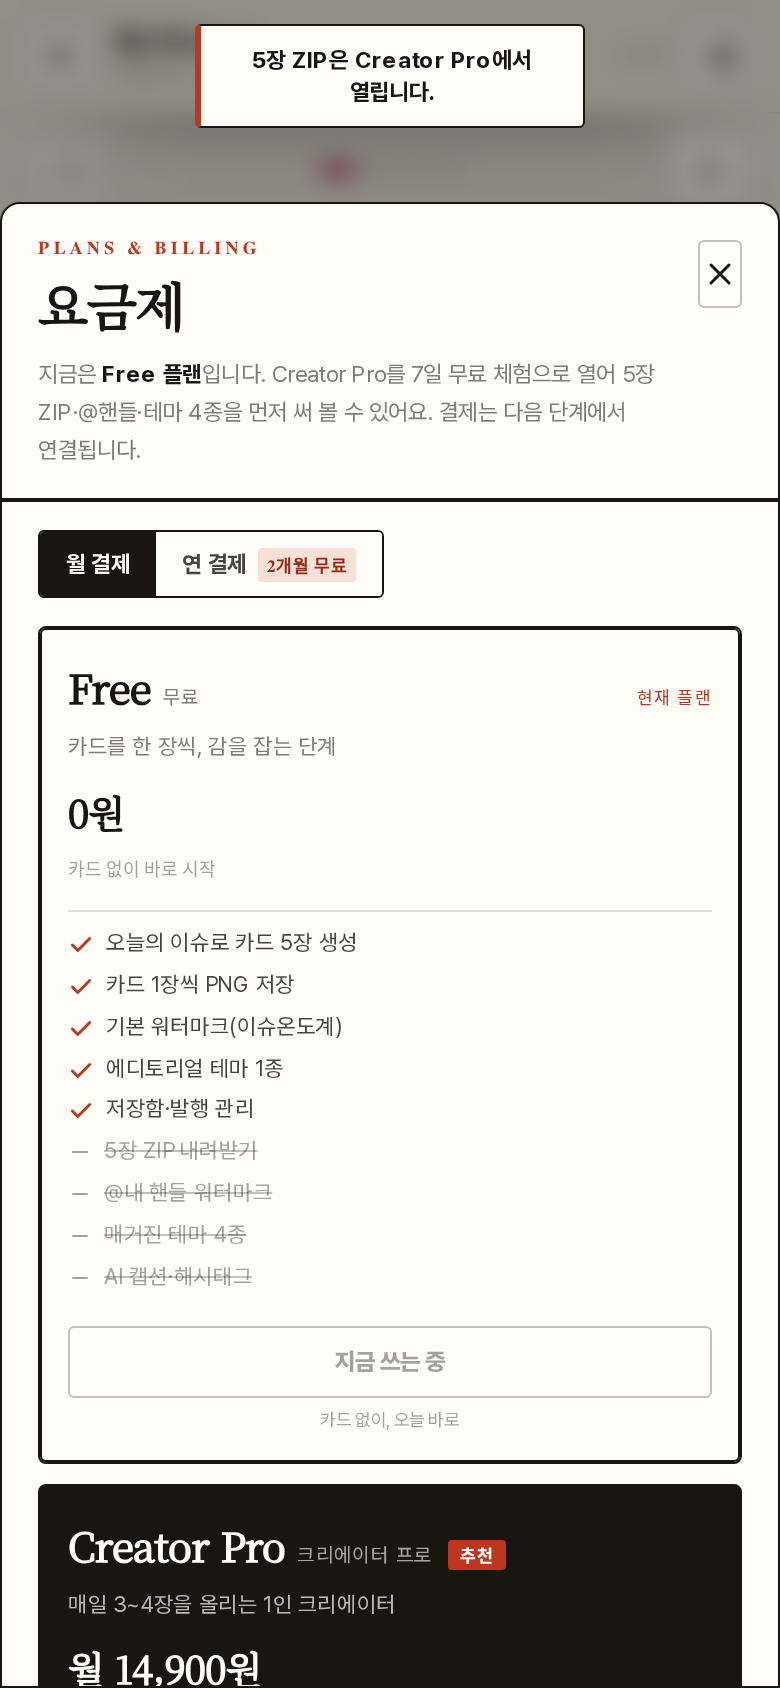 5장 ZIP은 Creator Pro에서
열립니다.
PLANS & BILLING
요금제
지금은 Free 플랜입니다. Creator Pro를 7일 무료 체험으로 열어 5장
ZIP·@핸들·테마 4종을 먼저 써 볼 수 있어요. 결제는 다음 단계에서
연결됩니다.
월 결제
연 결제 2개월 무료
Free 무료
현재 플랜
카드를 한 장씩, 감을 잡는 단계
0원
카드 없이 바로 시작
오늘의 이슈로 카드 5장 생성
카드 1장씩 PNG 저장
기본 워터마크(이슈온도계)
에디토리얼 테마 1종
저장함·발행 관리
5장 ZIP 내려받기
@내 핸들 워터마크
매거진 테마 4종
AI 캡션·해시태그
지금 쓰는 중
카드 없이, 오늘 바로
Creator Pro 크리에이터 프로 추천
매일 3~4장을 올리는 1인 크리에이터
월 14,900원